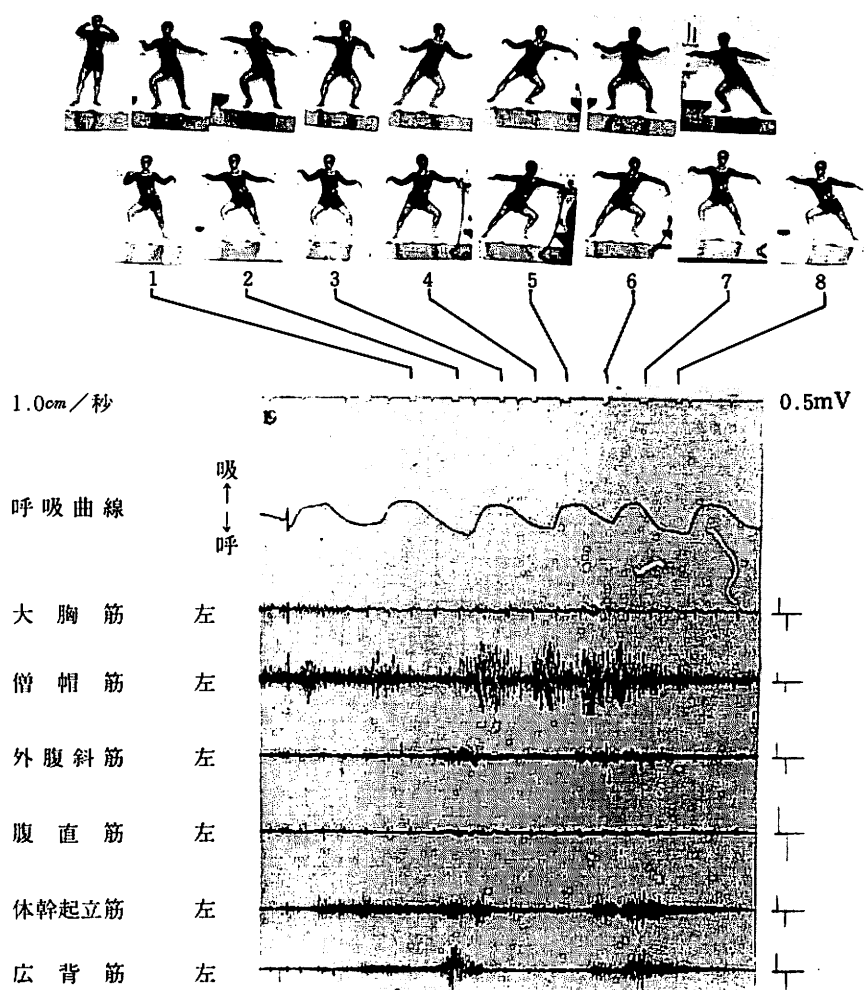 1 2 3 4 5 6 7 8
1.0cm／秒 0.5mV
19
吸
↑
呼吸曲線
↓
呼
大胸筋 左
僧帽筋 左
外腹斜筋 左
腹直筋 左
体幹起立筋 左
広背筋 左